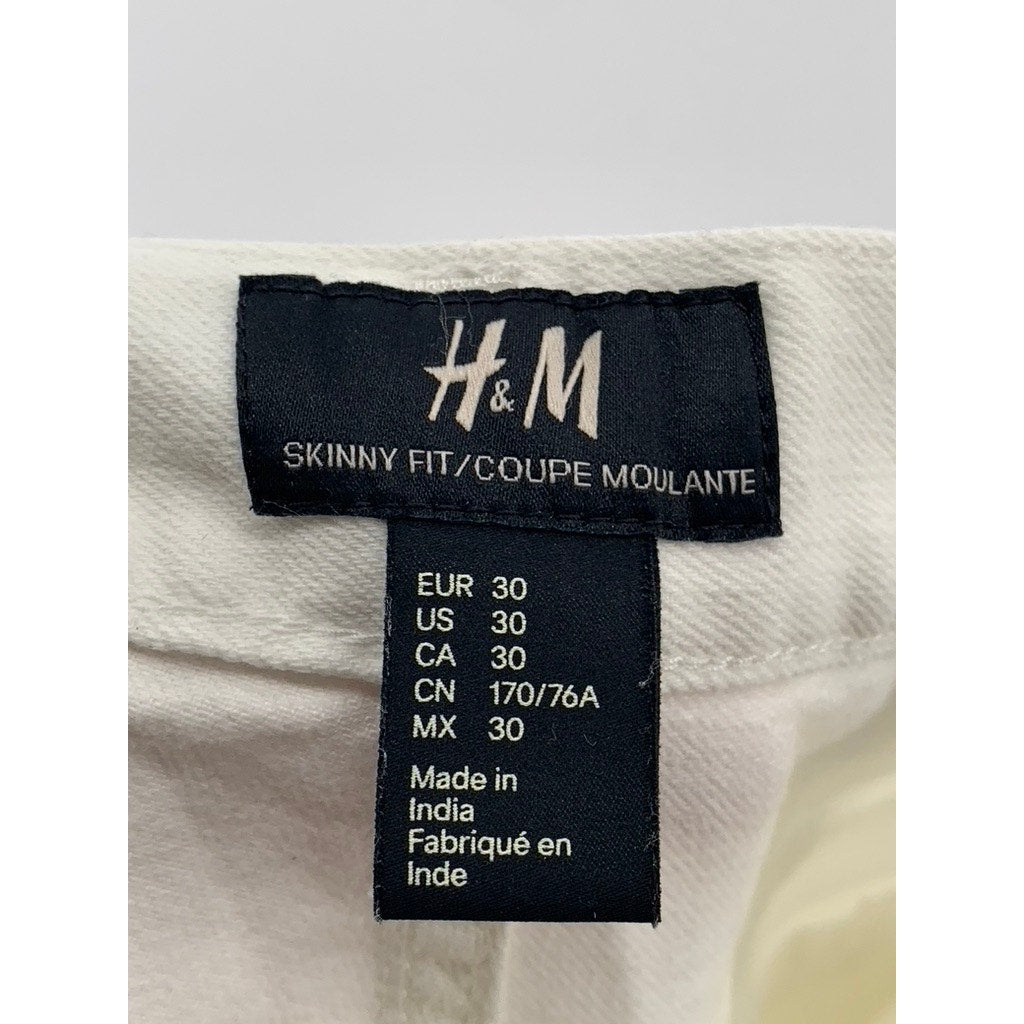 H&M
SKINNY FIT/COUPE MOULANTE
EUR 30
US 30
CA 30
CN 170/76A
MX 30
Made in
India
Fabriqué en
Inde